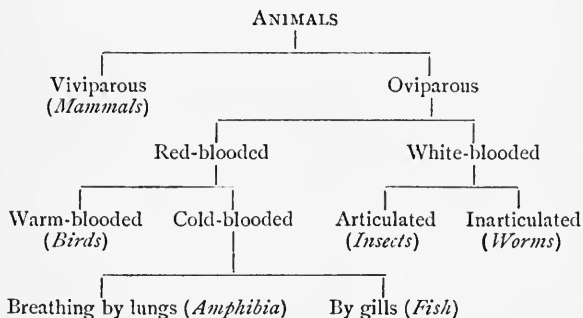 ANIMALS
Viviparous Oviparous
(Mammals)
Red-blooded White-blooded
Warm-blooded Cold-blooded Articulated Inarticulated
(Birds) (Insects) (Worms)
Breathing by lungs (Amphibia) By gills (Fish)